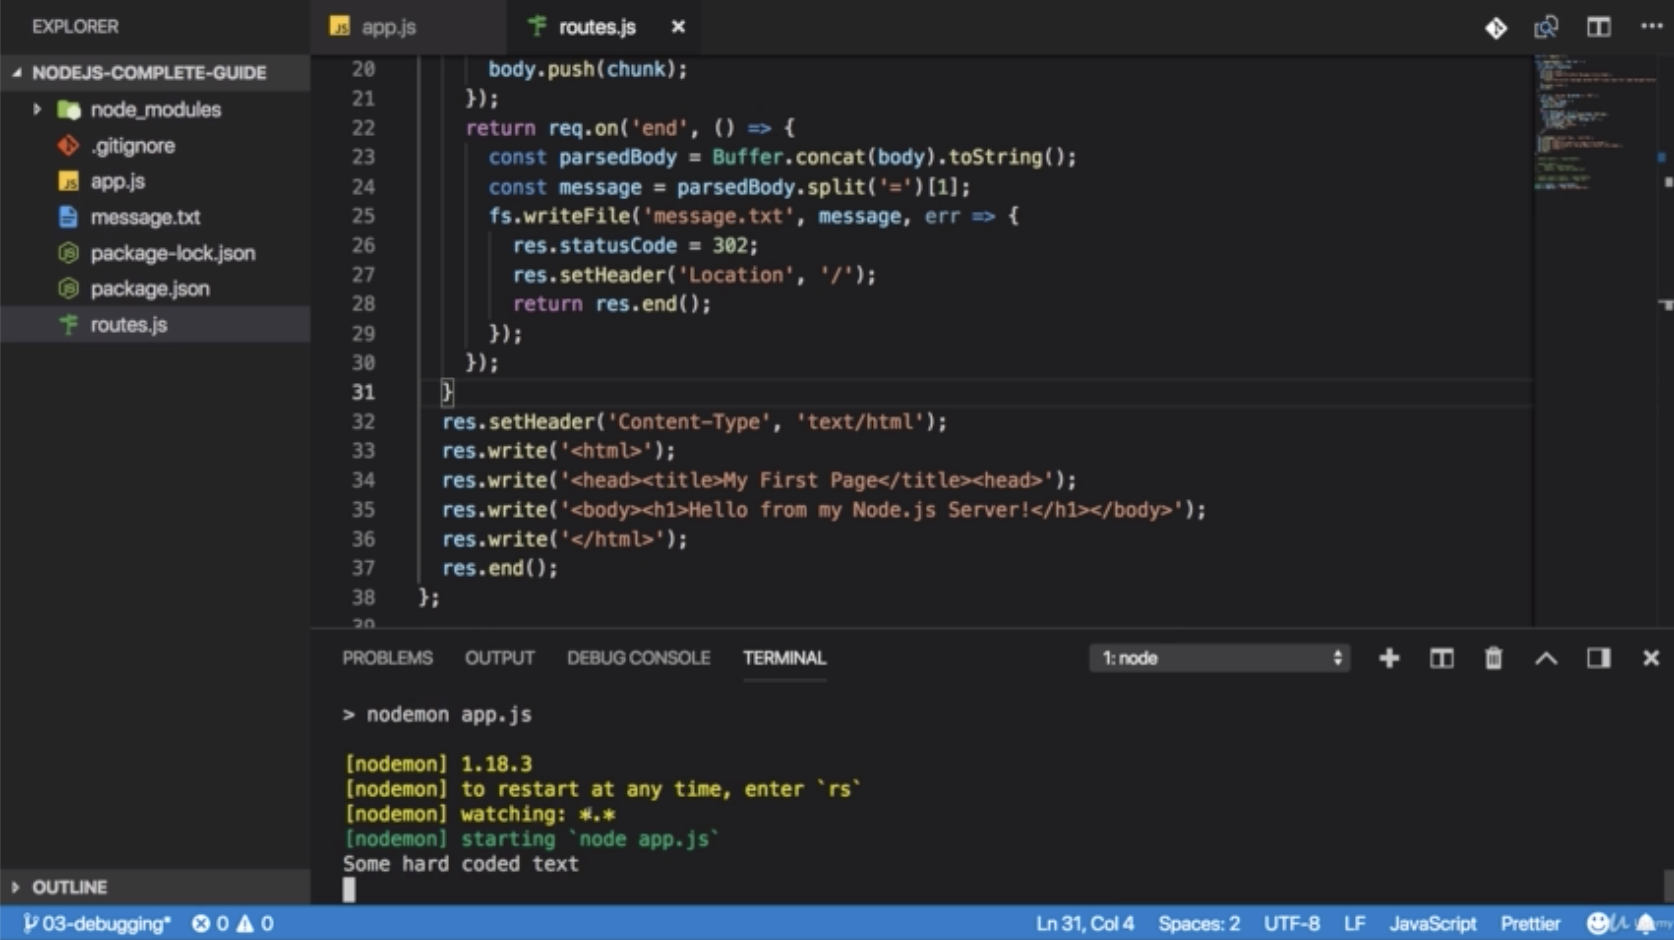 EXPLORER
NODEJS-COMPLETE-GUIDE
node_modules
.gitignore
app.js
message.txt
package-lock.json
package.json
routes.js
OUTLINE
app.js
routes.js
20 body.push(chunk);
21 });
22 return req.on('end', () => {
23 const parsedBody = Buffer.concat(body).toString();
24 const message = parsedBody.split('=')[1];
25 fs.writeFile('message.txt', message, err => {
26 res.statusCode = 302;
27 res.setHeader('Location', '/');
28 return res.end();
29 });
30 });
31 }
32 res.setHeader('Content-Type', 'text/html');
33 res.write('<html>');
34 res.write('<head><title>My First Page</title><head>');
35 res.write('<body><h1>Hello from my Node.js Server!</h1></body>');
36 res.write('</html>');
37 res.end();
38 };
39
PROBLEMS OUTPUT DEBUG CONSOLE TERMINAL 1: node
> nodemon app.js
[nodemon] 1.18.3
[nodemon] to restart at any time, enter `rs`
[nodemon] watching: *.*
[nodemon] starting `node app.js`
Some hard coded text
03-debugging* 0 0 Ln 31, Col 4 Spaces: 2 UTF-8 LF JavaScript Prettier